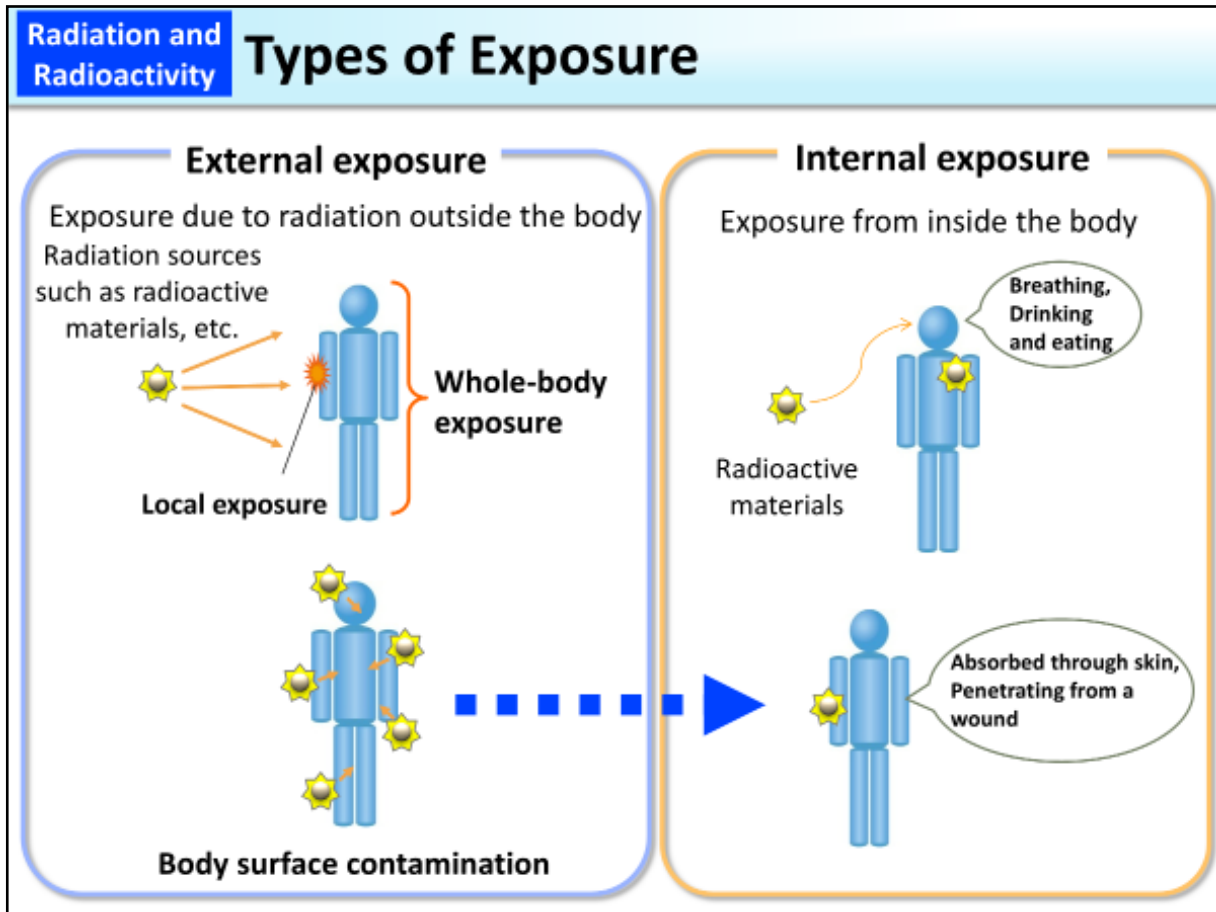 Radiation and
Radioactivity
Types of Exposure
External exposure
Exposure due to radiation outside the body
Radiation sources
such as radioactive
materials, etc.
Whole-body
exposure
Local exposure
Body surface contamination
Internal exposure
Exposure from inside the body
Breathing,
Drinking
and eating
Radioactive
materials
Absorbed through skin,
Penetrating from a
wound